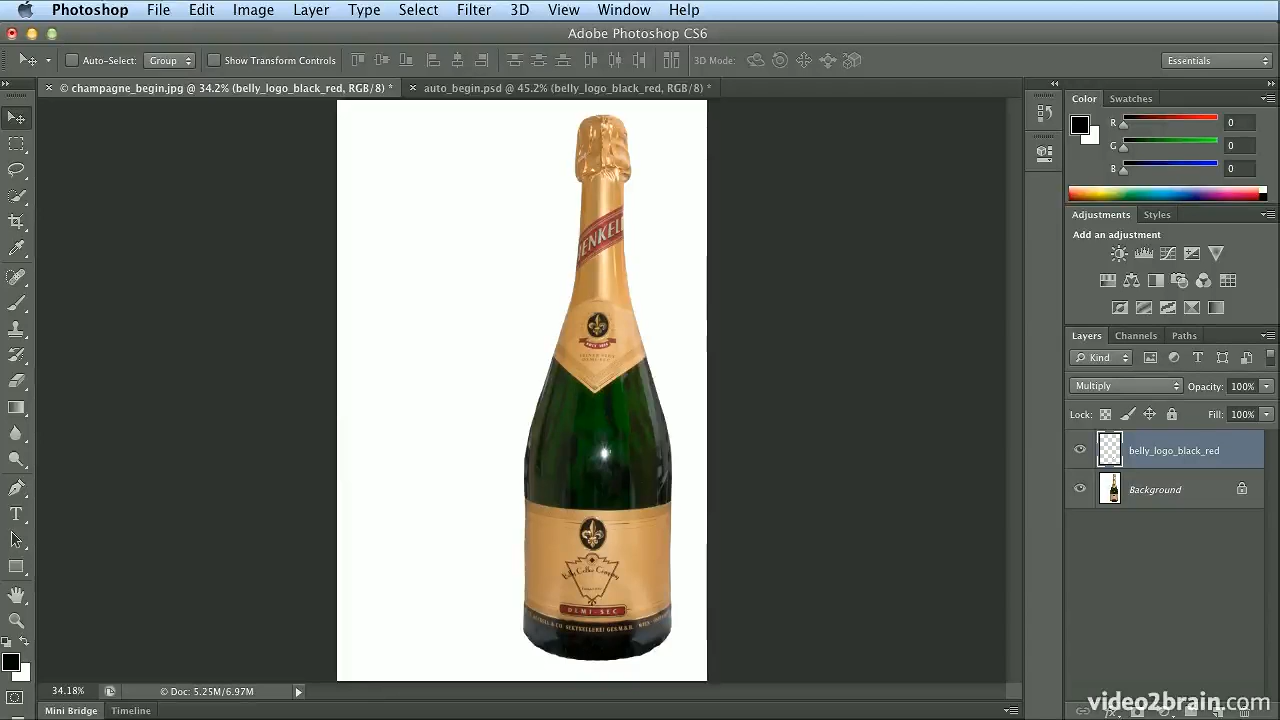 Photoshop File Edit Image Layer Type Select Filter 3D View Window Help
Adobe Photoshop CS6
Auto-Select: Group Show Transform Controls 3D Mode: Essentials
© champagne_begin.jpg @ 34.2% (belly_logo_black_red, RGB/8) * auto_begin.psd @ 45.2% (belly_logo_black_red, RGB/8) *
Color Swatches
R 0
G 0
B 0
Adjustments Styles
Add an adjustment
Layers Channels Paths
Kind
Multiply Opacity: 100%
Lock: Fill: 100%
belly_logo_black_red
Background
DEMI-SEC
34.18% © Doc: 5.25M/6.97M
Mini Bridge Timeline
video2brain.com